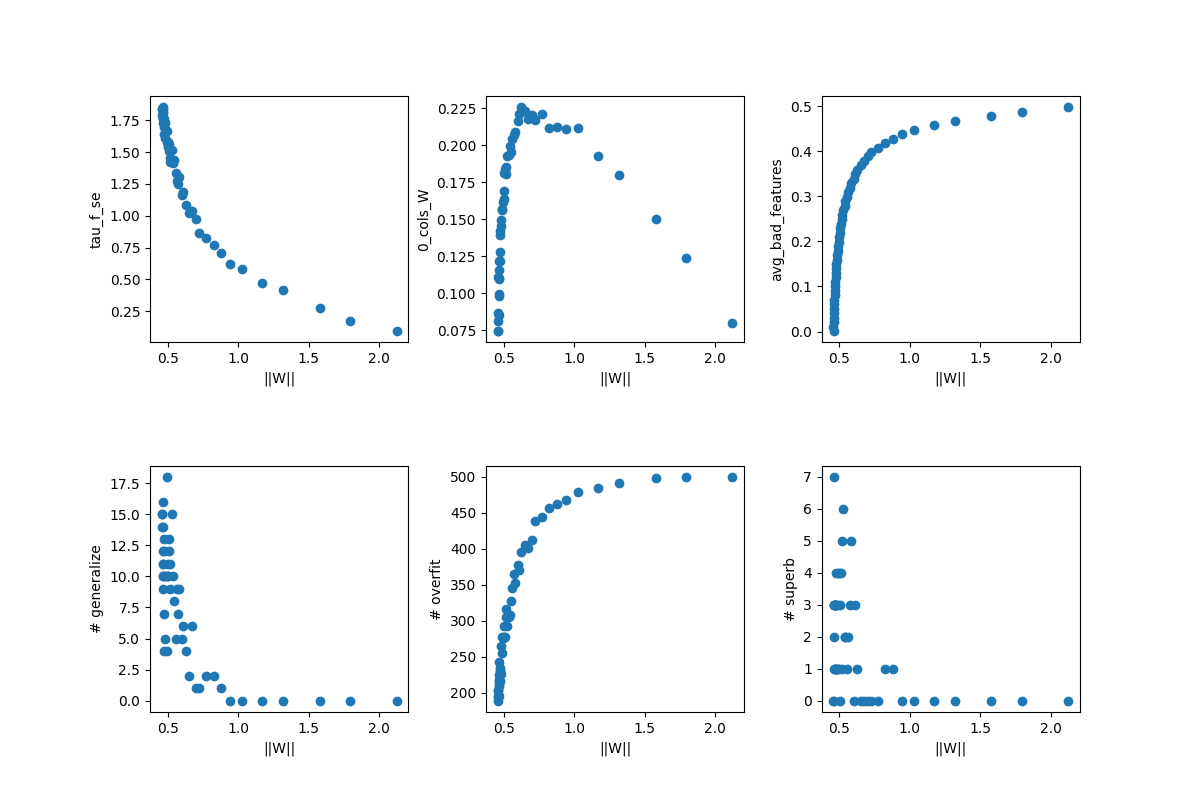 tau_f_se
1.75
1.50
1.25
1.00
0.75
0.50
0.25
0.5 1.0 1.5 2.0
||W||
0_cols_W
0.225
0.200
0.175
0.150
0.125
0.100
0.075
0.5 1.0 1.5 2.0
||W||
avg_bad_features
0.5
0.4
0.3
0.2
0.1
0.0
0.5 1.0 1.5 2.0
||W||
# generalize
17.5
15.0
12.5
10.0
7.5
5.0
2.5
0.0
0.5 1.0 1.5 2.0
||W||
# overfit
500
450
400
350
300
250
200
0.5 1.0 1.5 2.0
||W||
# superb
7
6
5
4
3
2
1
0
0.5 1.0 1.5 2.0
||W||